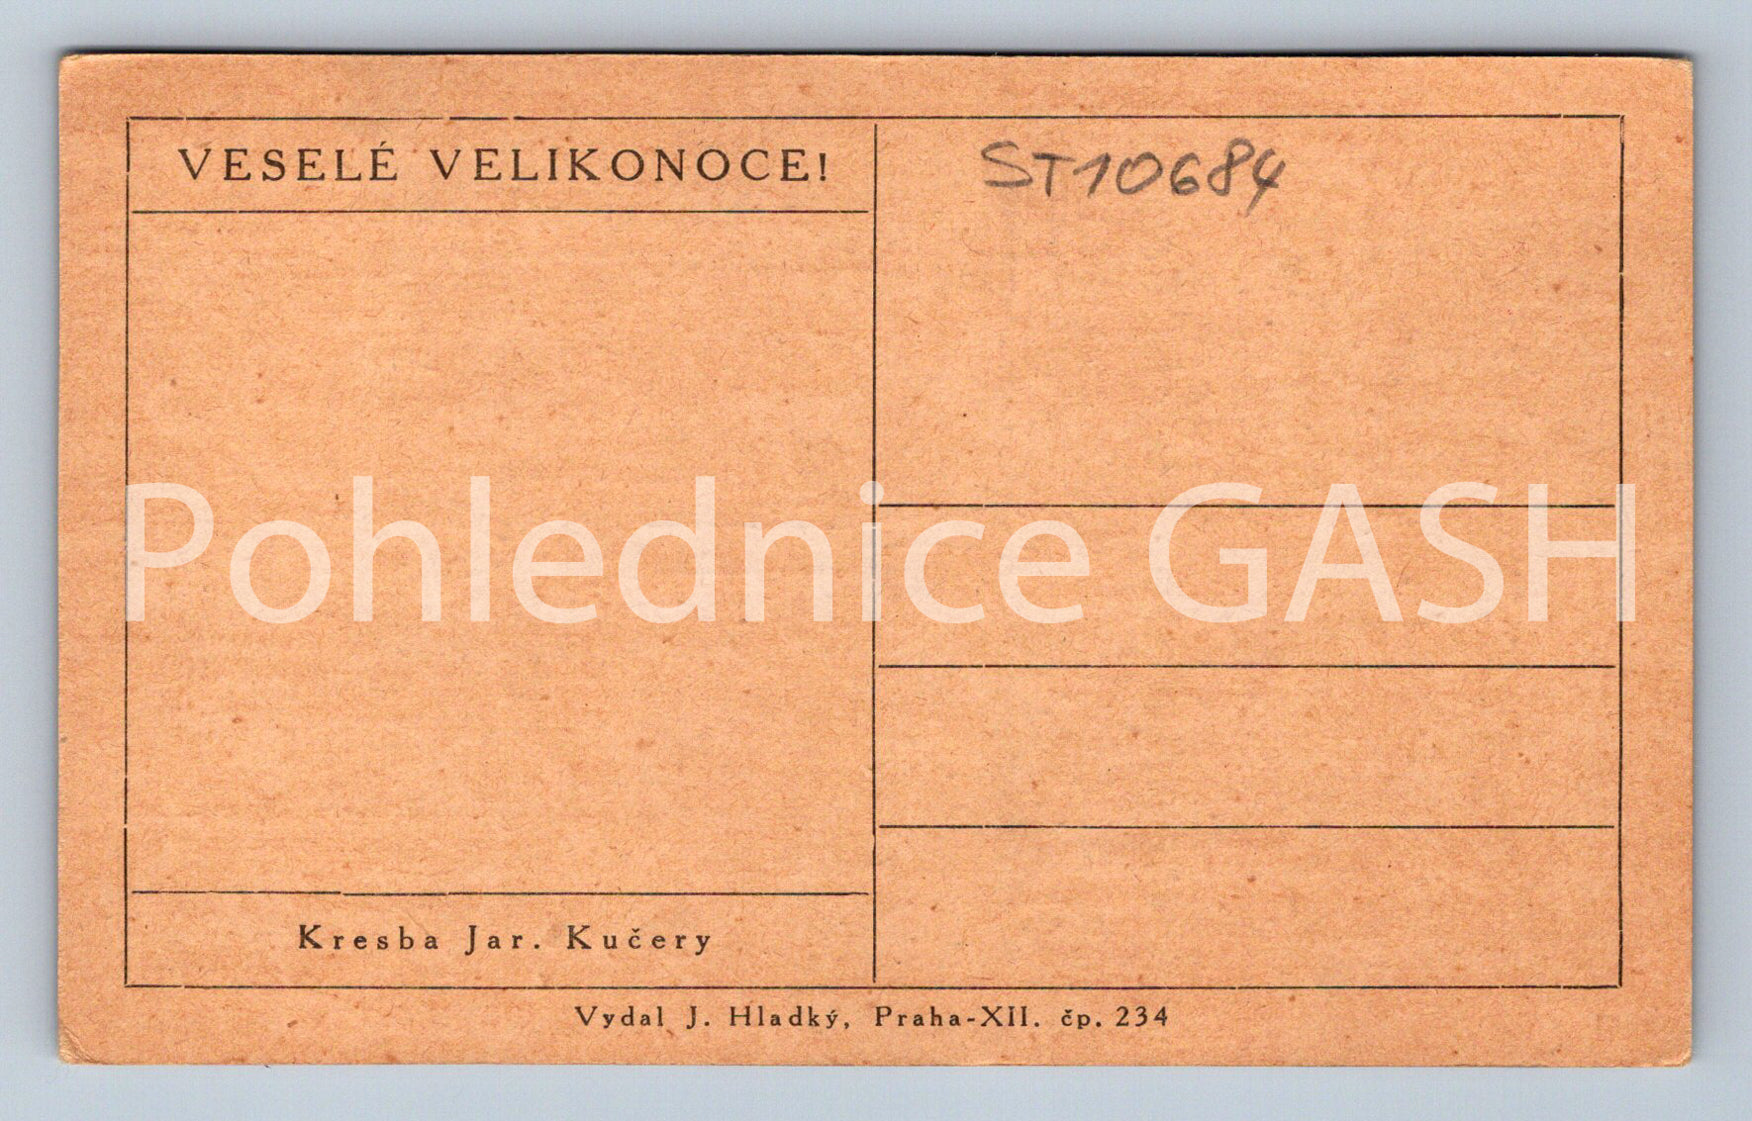 VESELÉ VELIKONOCE!
ST10684
Pohlednice GASH
Kresba Jar. Kučery
Vydal J. Hladký, Praha-XII. čp. 234